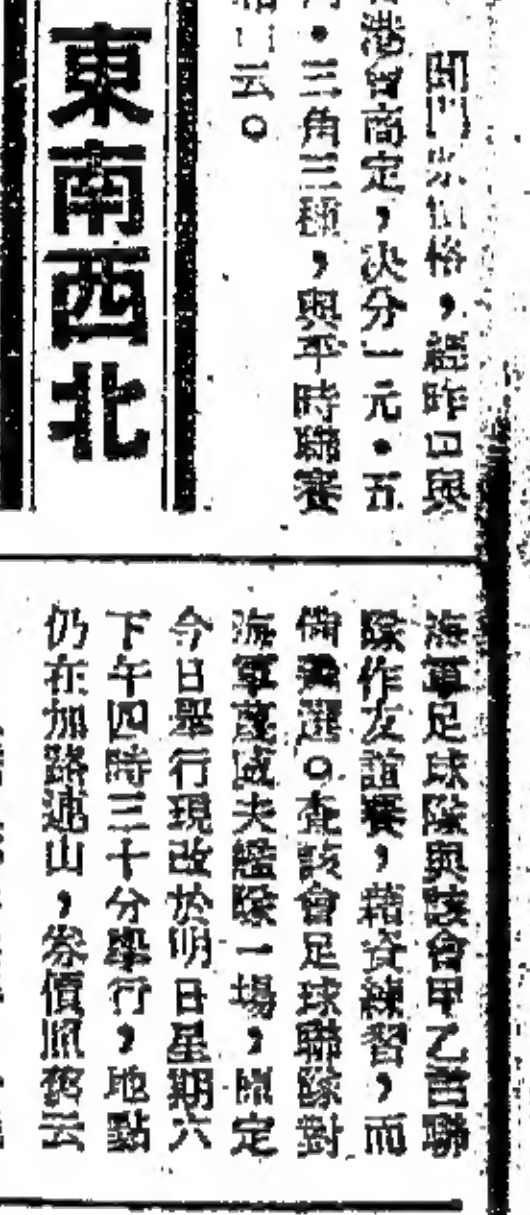 門票價格,經昨日與
港會商定,決分一元・五
・三角三種,與平時聯賽
云。
東南西北
海軍足球隊與該會甲乙聯
隊作友誼賽,藉資練習,而
備選。查該會足球聯隊對
海軍威夫艦隊一場,原定
今日舉行現改於明日星期六
下午四時三十分舉行,地點
仍在加路連山,券價照舊云